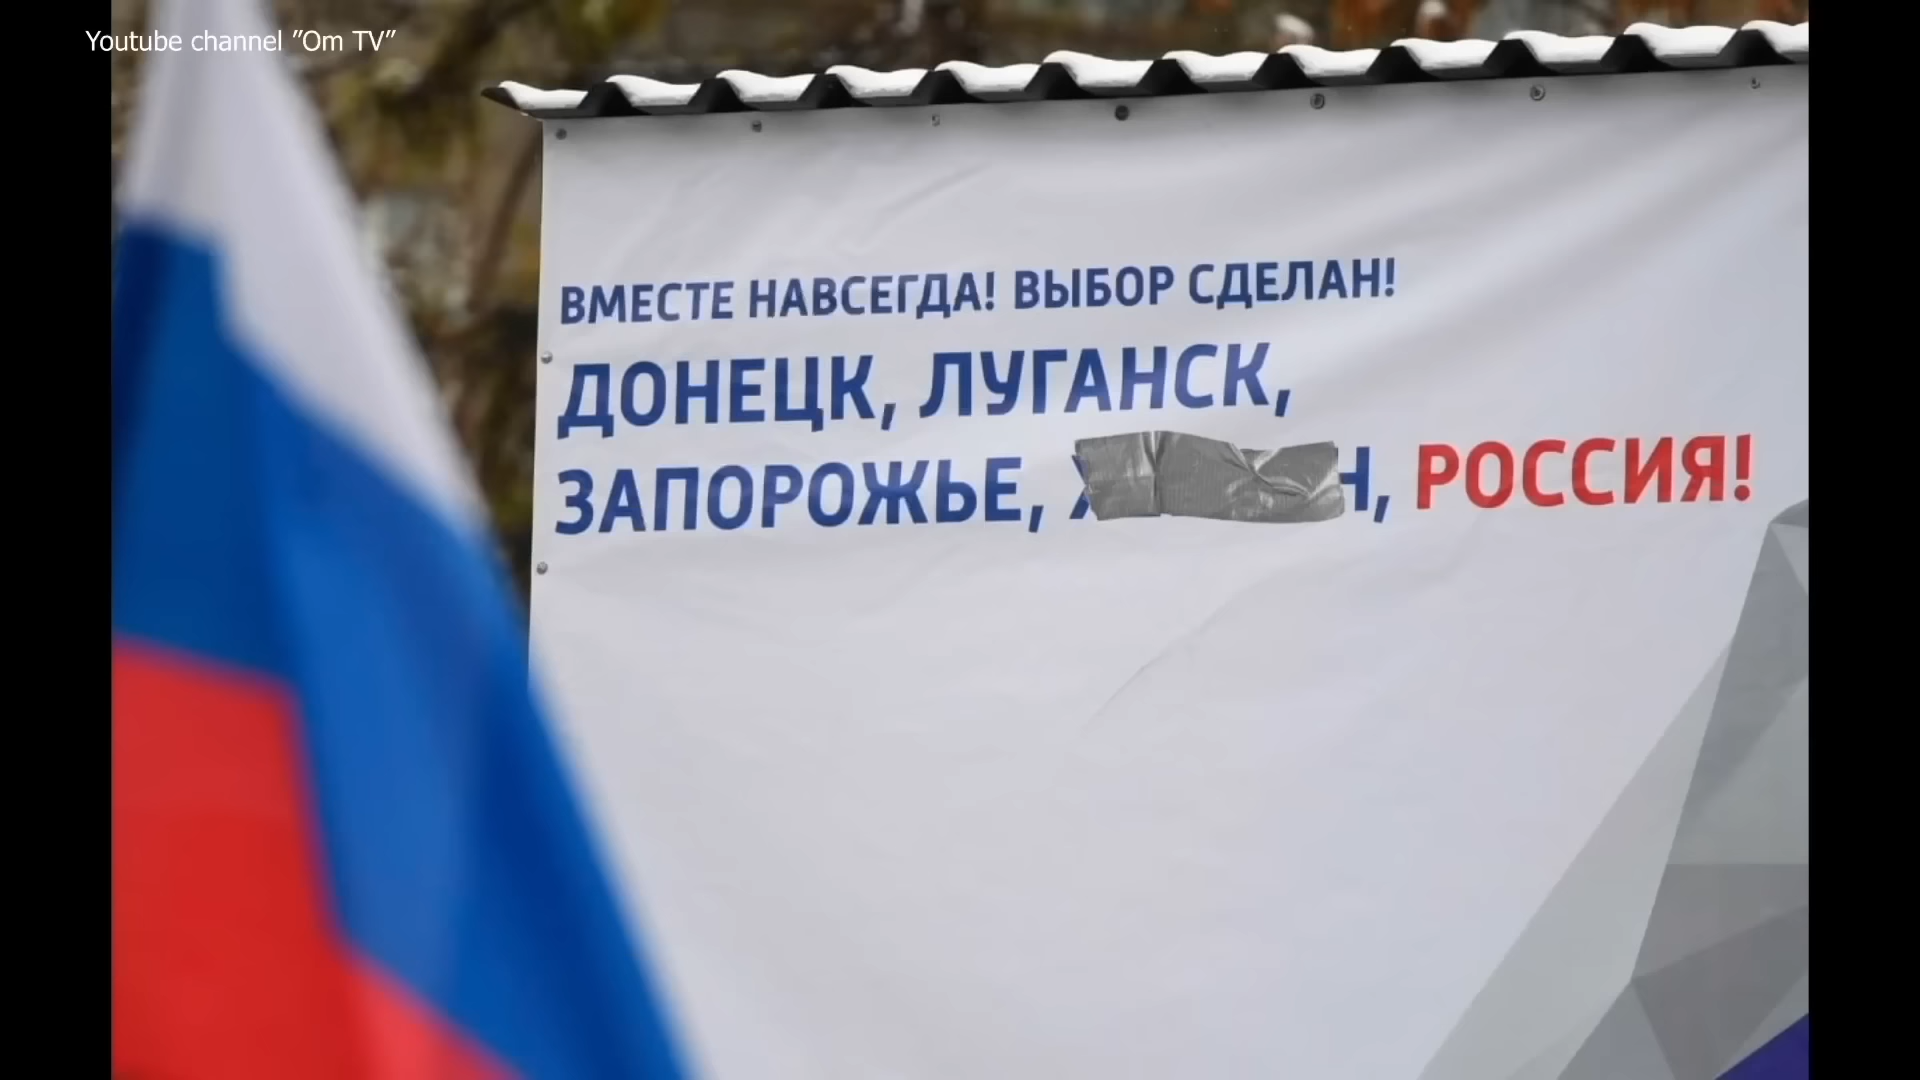 Youtube channel "Om TV"
ВМЕСТЕ НАВСЕГДА! ВЫБОР СДЕЛАН!
ДОНЕЦК, ЛУГАНСК,
ЗАПОРОЖЬЕ, РОССИЯ!